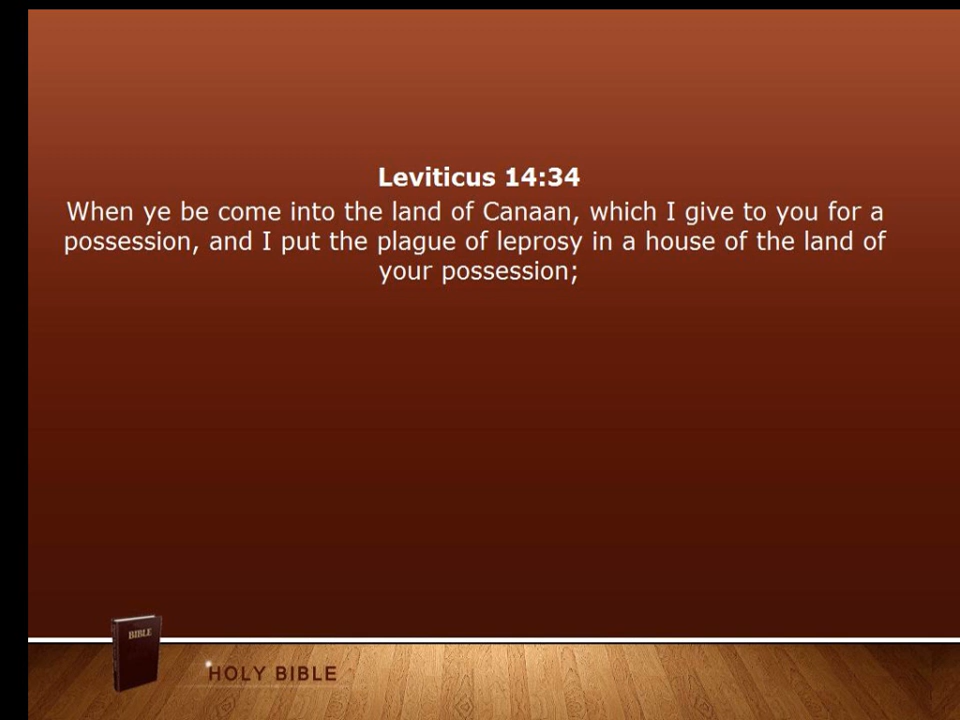 Leviticus 14:34
When ye be come into the land of Canaan, which I give to you for a
possession, and I put the plague of leprosy in a house of the land of
your possession;
BIBLE
HOLY BIBLE